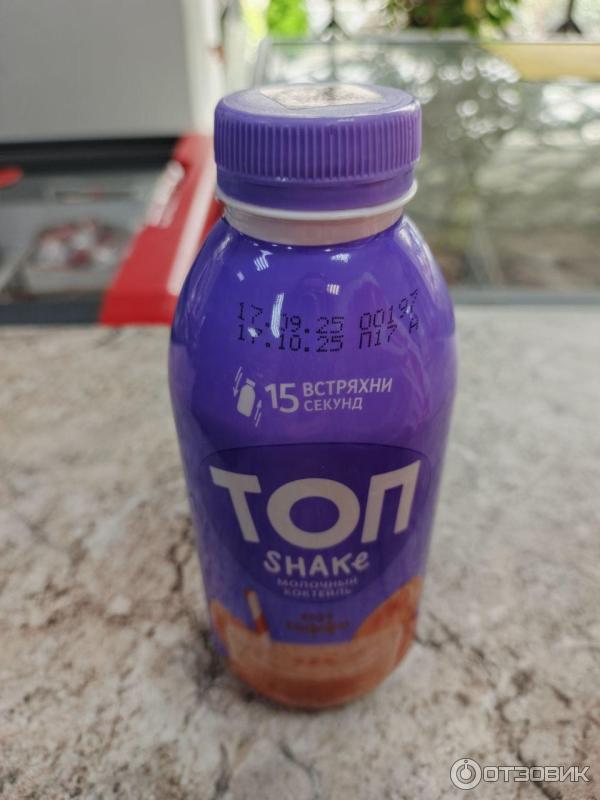 17.09.25 00197
17.10.25 П17 А
15 ВСТРЯХНИ
СЕКУНД
ТОП
SHAKE
МОЛОЧНЫЙ
КОКТЕЙЛЬ
ОТЗОВИК